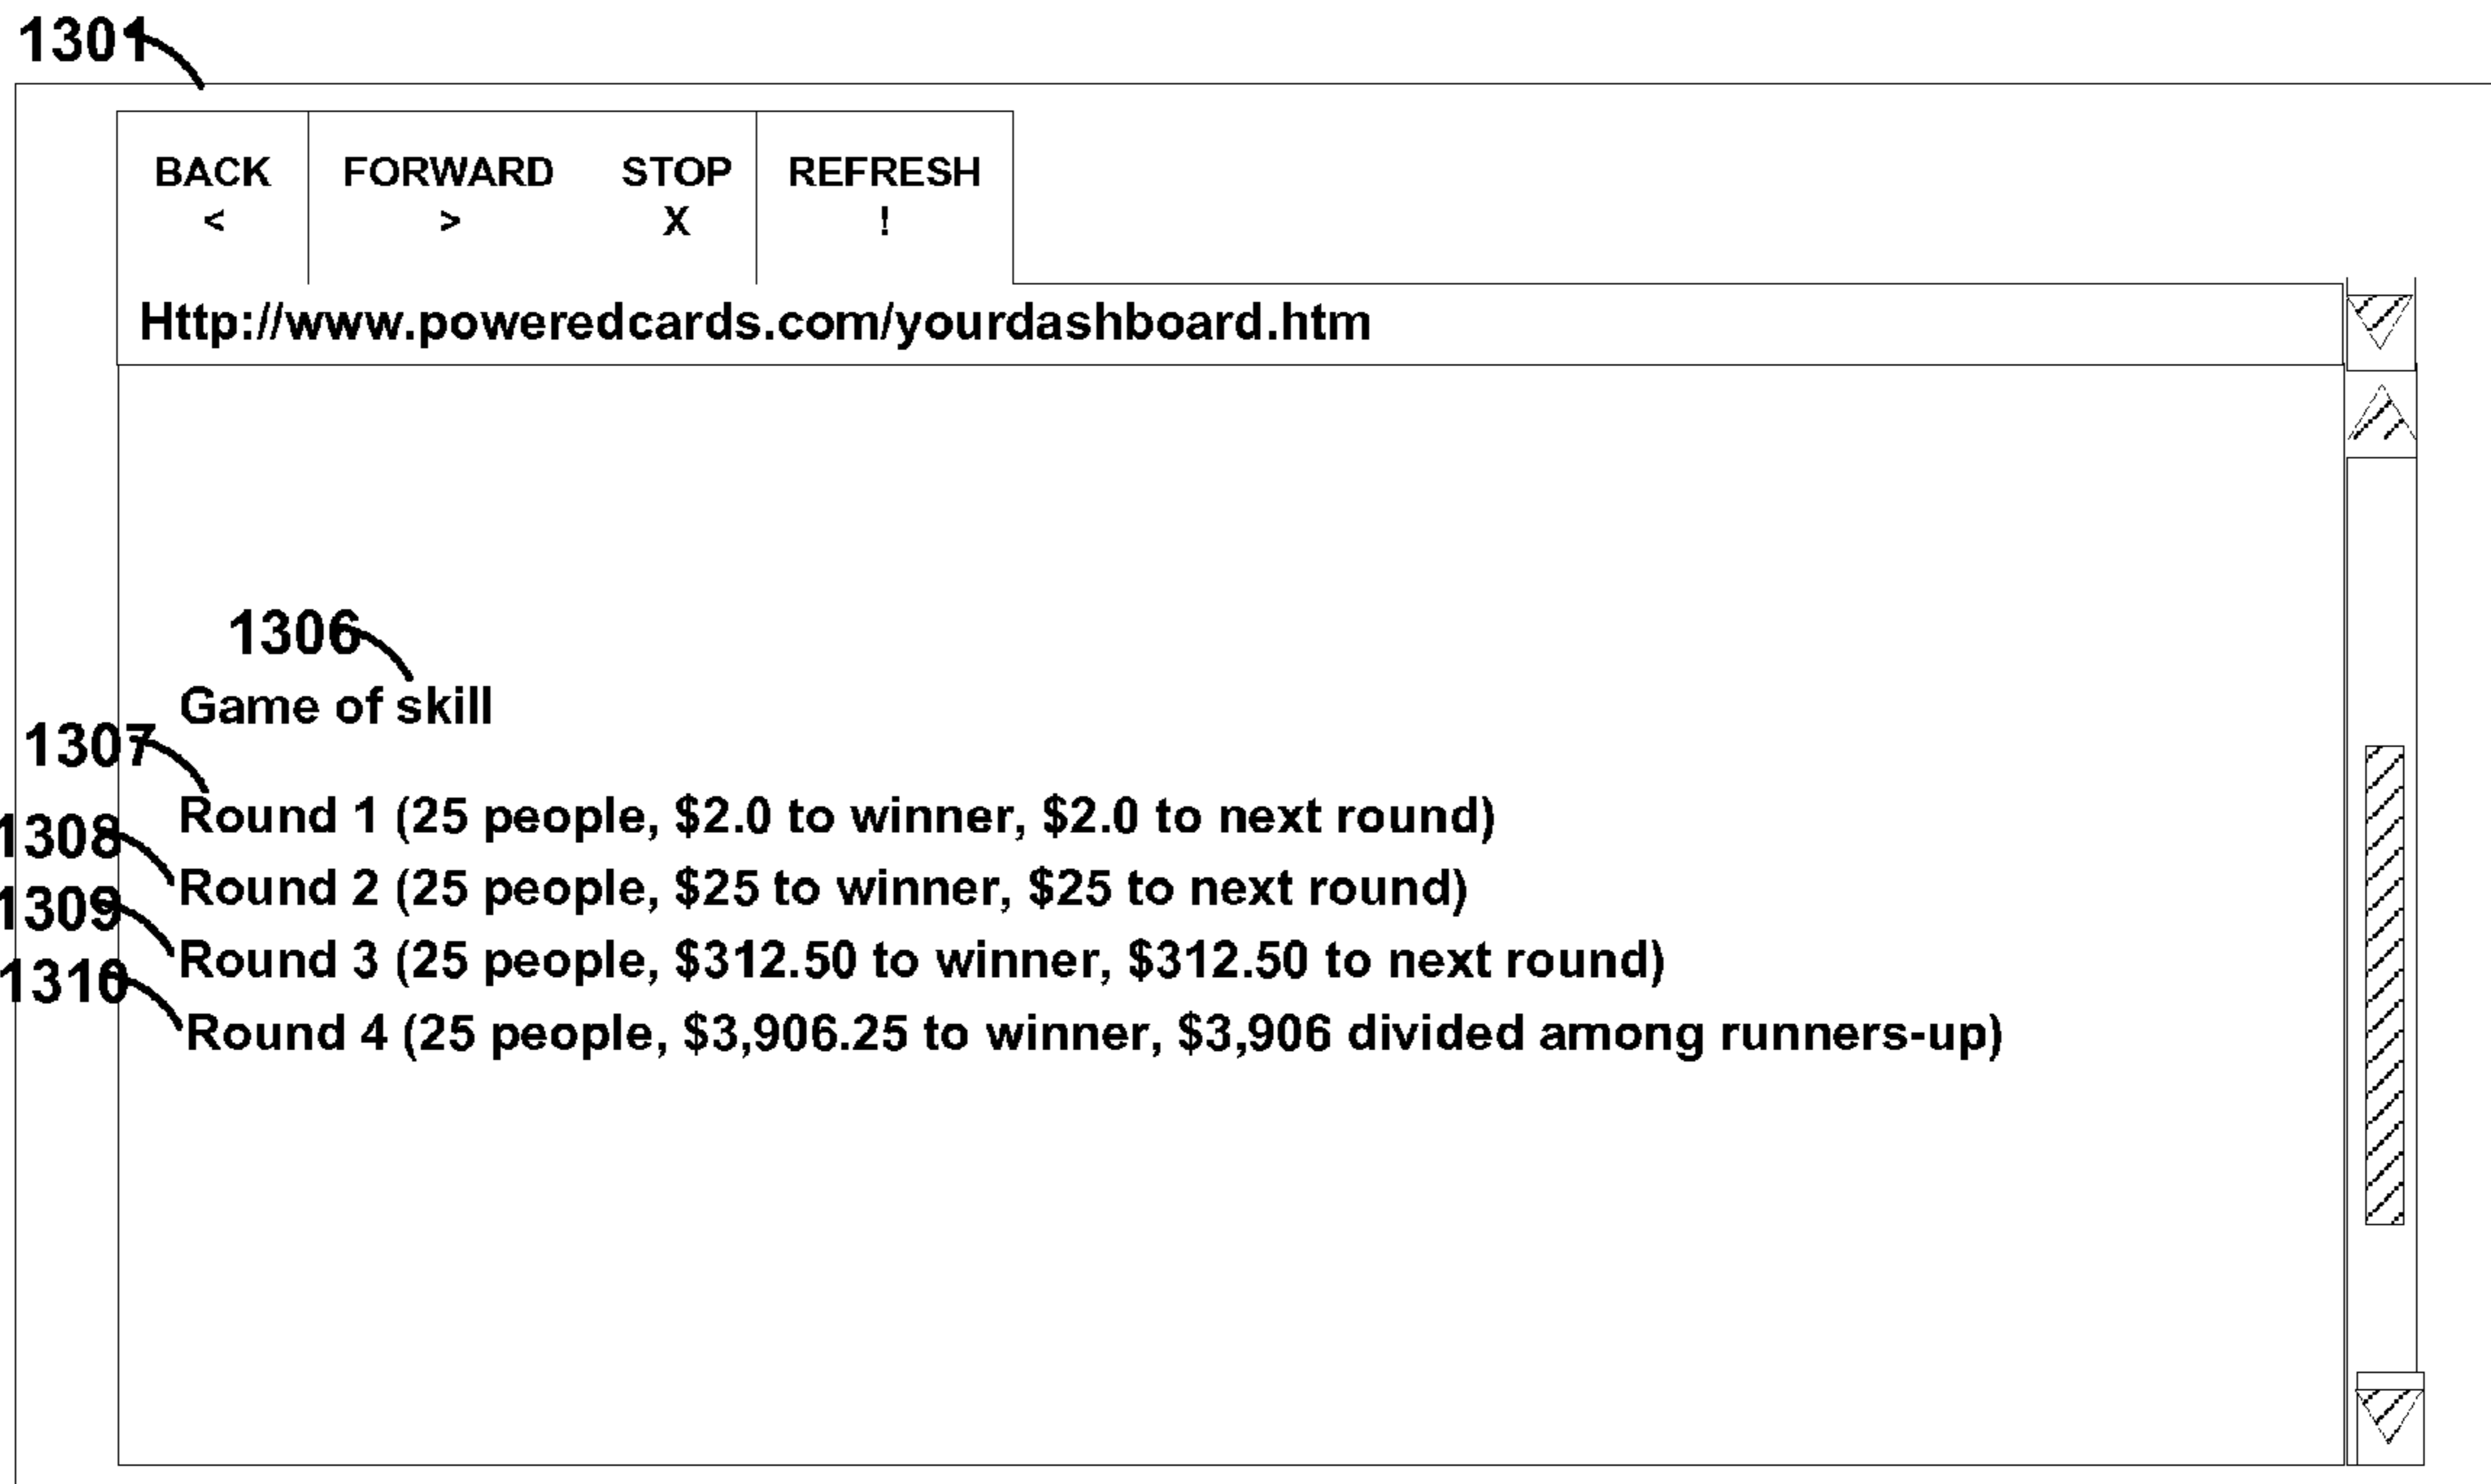 1301
BACK FORWARD STOP REFRESH
< > X !
Http://www.poweredcards.com/yourdashboard.htm
1306
Game of skill
1307
Round 1 (25 people, $2.0 to winner, $2.0 to next round)
1308
Round 2 (25 people, $25 to winner, $25 to next round)
1309
Round 3 (25 people, $312.50 to winner, $312.50 to next round)
1310
Round 4 (25 people, $3,906.25 to winner, $3,906 divided among runners-up)